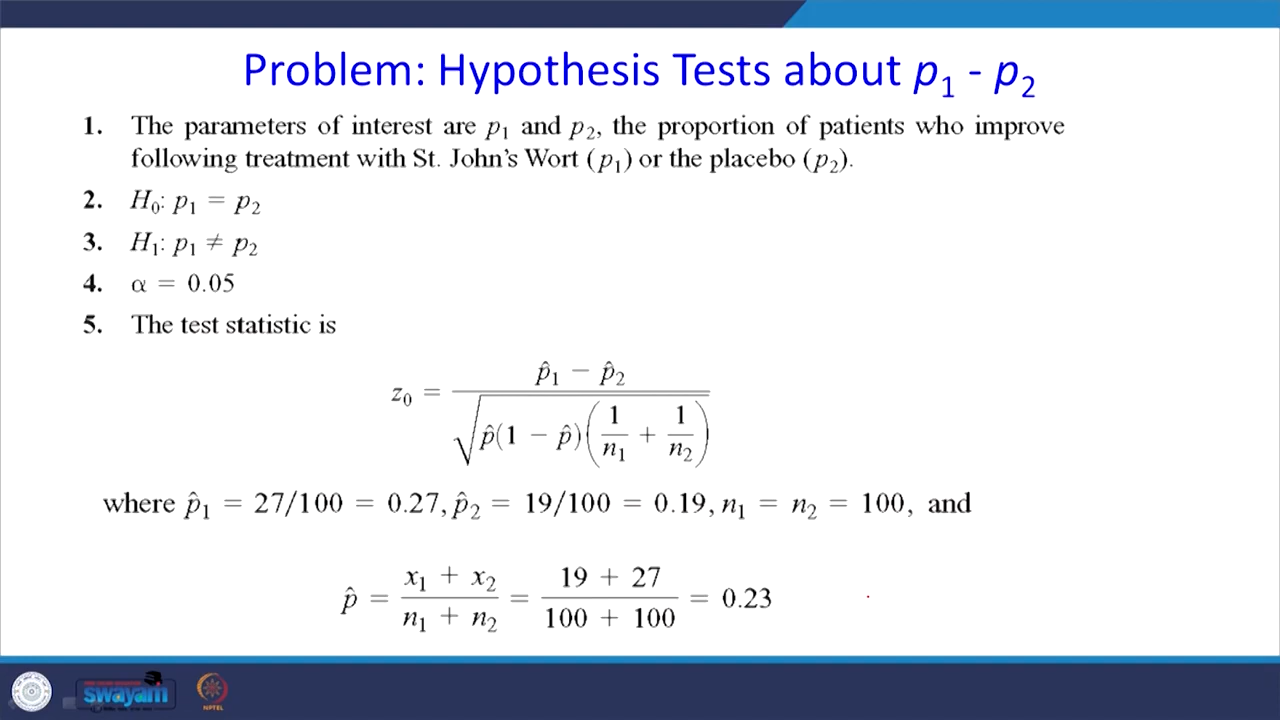 Problem: Hypothesis Tests about p₁ - p₂
1. The parameters of interest are p₁ and p₂, the proportion of patients who improve
following treatment with St. John's Wort (p₁) or the placebo (p₂).
2. H₀: p₁ = p₂
3. H₁: p₁ ≠ p₂
4. α = 0.05
5. The test statistic is
z₀ = (p̂₁ − p̂₂) / √(p̂(1 − p̂)(1/n₁ + 1/n₂))
where p̂₁ = 27/100 = 0.27, p̂₂ = 19/100 = 0.19, n₁ = n₂ = 100, and
p̂ = (x₁ + x₂)/(n₁ + n₂) = (19 + 27)/(100 + 100) = 0.23
swayam
NPTEL